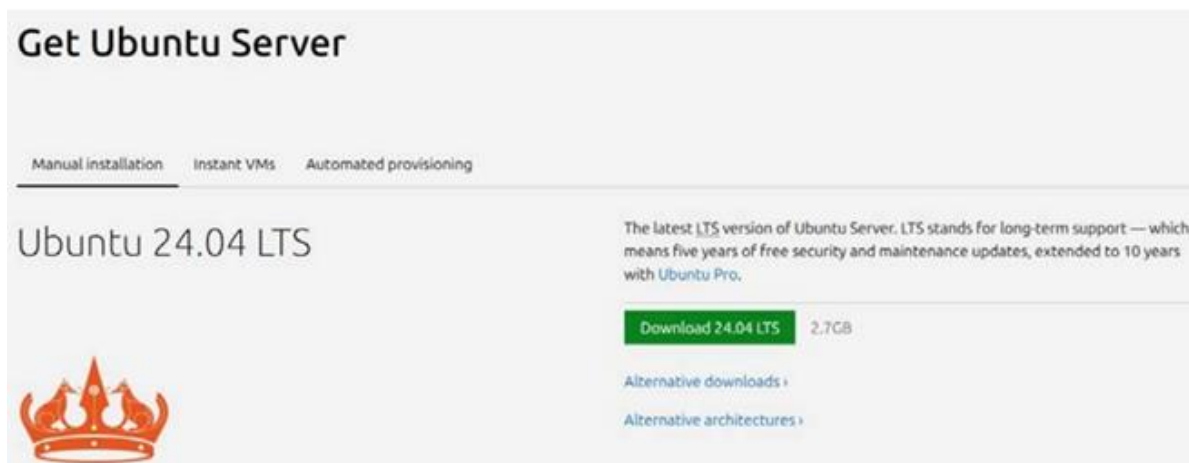 Get Ubuntu Server
Manual installation Instant VMs Automated provisioning
Ubuntu 24.04 LTS
The latest LTS version of Ubuntu Server. LTS stands for long-term support — which
means five years of free security and maintenance updates, extended to 10 years
with Ubuntu Pro.
Download 24.04 LTS 2.7GB
Alternative downloads ›
Alternative architectures ›